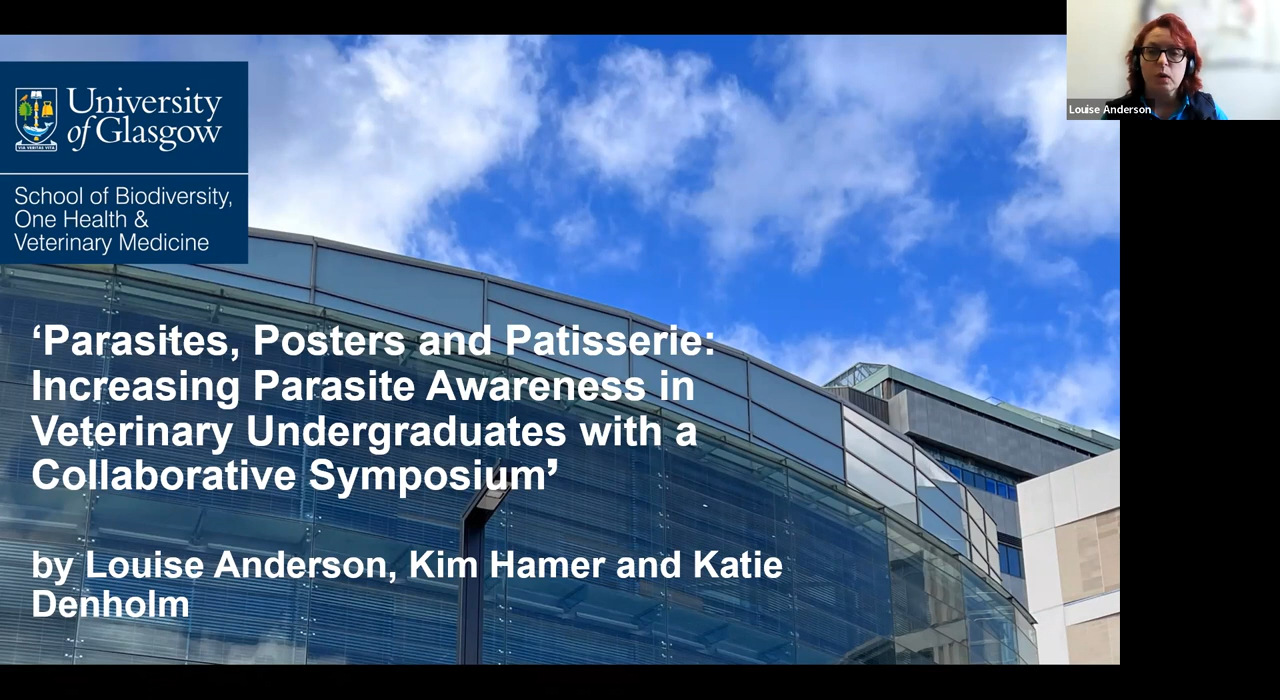 University
of Glasgow
VIA VERITAS VITA
School of Biodiversity,
One Health &
Veterinary Medicine
‘Parasites, Posters and Patisserie:
Increasing Parasite Awareness in
Veterinary Undergraduates with a
Collaborative Symposium’
by Louise Anderson, Kim Hamer and Katie
Denholm
Louise Anderson